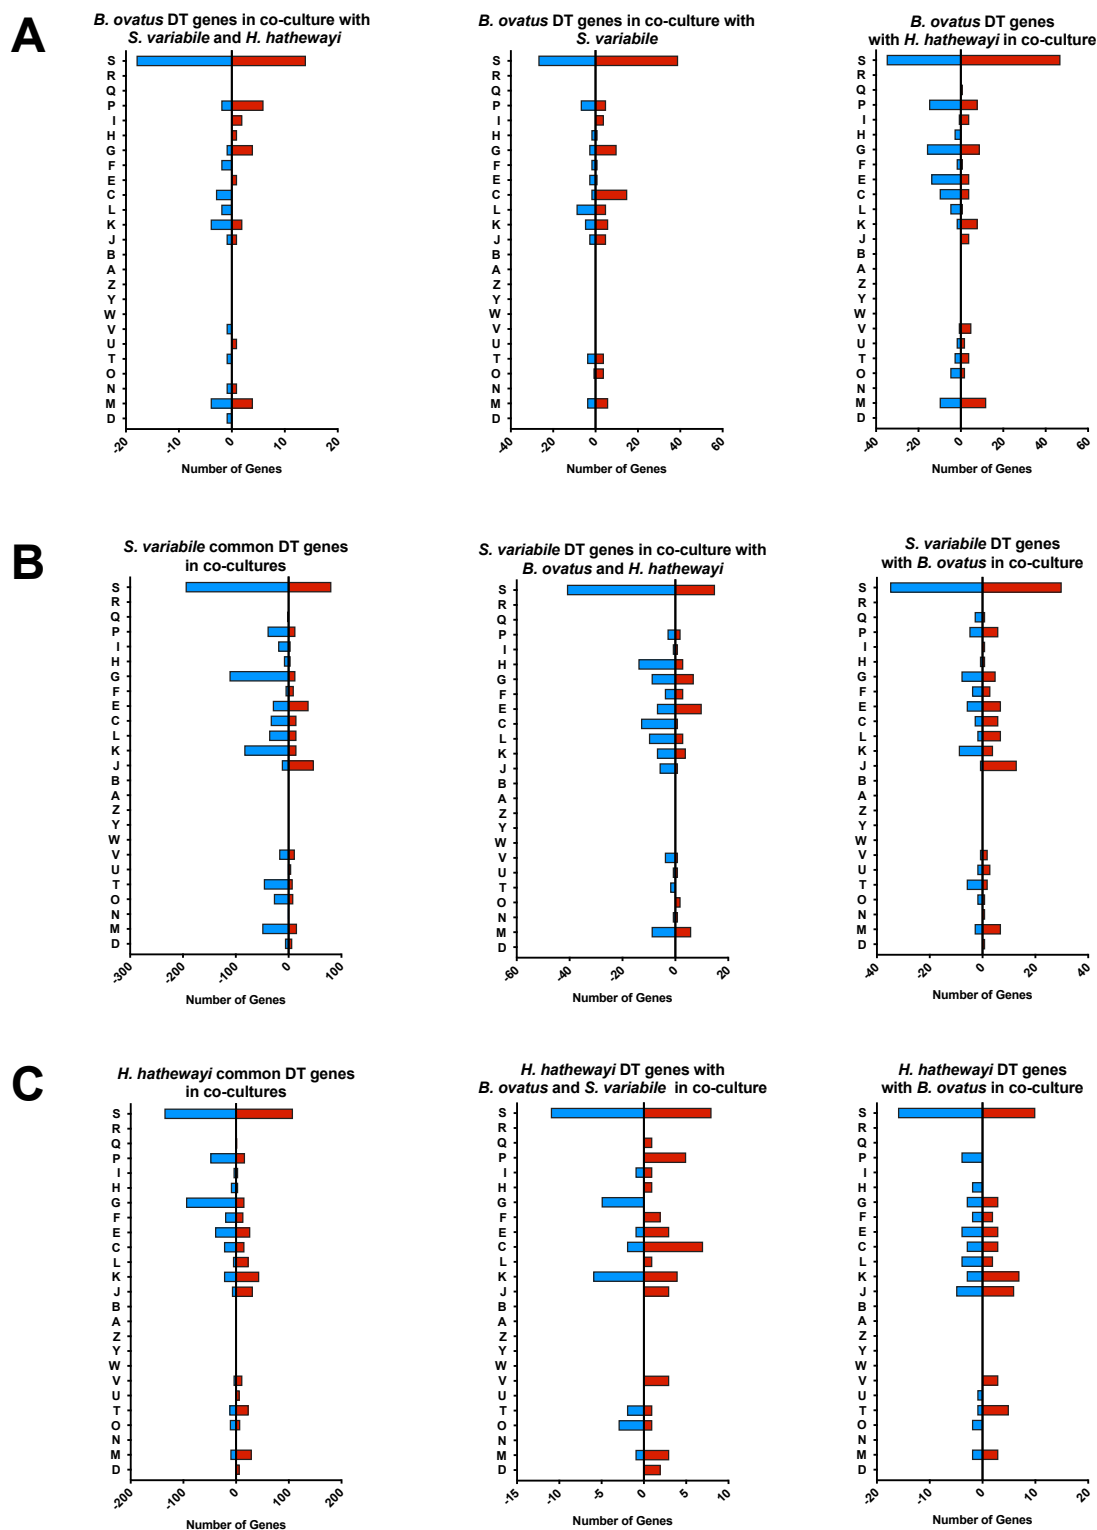 A
B. ovatus DT genes in co-culture with
S. variabile and H. hathewayi
S
R
Q
P
I
H
G
F
E
C
L
K
J
B
A
Z
Y
W
V
U
T
O
N
M
D
-20
-10
0
10
20
Number of Genes
B. ovatus DT genes in co-culture with
S. variabile
S
R
Q
P
I
H
G
F
E
C
L
K
J
B
A
Z
Y
W
V
U
T
O
N
M
D
-40
-20
0
20
40
60
Number of Genes
B. ovatus DT genes
with H. hathewayi in co-culture
S
R
Q
P
I
H
G
F
E
C
L
K
J
B
A
Z
Y
W
V
U
T
O
N
M
D
-40
-20
0
20
40
60
Number of Genes
B
S. variabile common DT genes
in co-cultures
S
R
Q
P
I
H
G
F
E
C
L
K
J
B
A
Z
Y
W
V
U
T
O
N
M
D
-300
-200
-100
0
100
Number of Genes
S. variabile DT genes in co-culture with
B. ovatus and H. hathewayi
S
R
Q
P
I
H
G
F
E
C
L
K
J
B
A
Z
Y
W
V
U
T
O
N
M
D
-60
-40
-20
0
20
Number of Genes
S. variabile DT genes
with B. ovatus in co-culture
S
R
Q
P
I
H
G
F
E
C
L
K
J
B
A
Z
Y
W
V
U
T
O
N
M
D
-40
-20
0
20
40
Number of Genes
C
H. hathewayi common DT genes
in co-cultures
S
R
Q
P
I
H
G
F
E
C
L
K
J
B
A
Z
Y
W
V
U
T
O
N
M
D
-200
-100
0
100
200
Number of Genes
H. hathewayi DT genes with
B. ovatus and S. variabile in co-culture
S
R
Q
P
I
H
G
F
E
C
L
K
J
B
A
Z
Y
W
V
U
T
O
N
M
D
-15
-10
-5
0
5
10
Number of Genes
H. hathewayi DT genes
with B. ovatus in co-culture
S
R
Q
P
I
H
G
F
E
C
L
K
J
B
A
Z
Y
W
V
U
T
O
N
M
D
-20
-10
0
10
20
Number of Genes